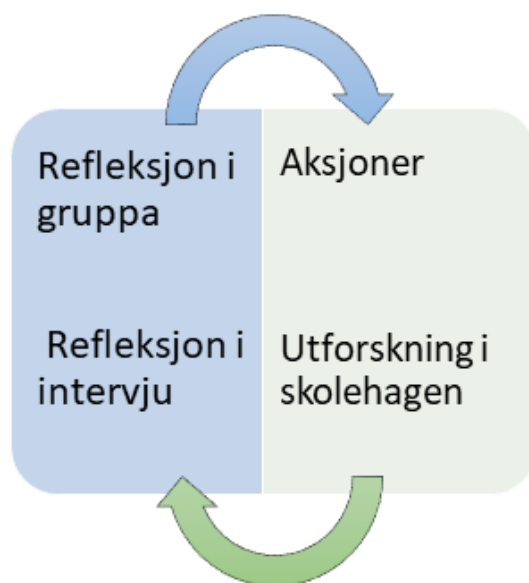 Refleksjon i
gruppa
Aksjoner
Refleksjon i
intervju
Utforskning i
skolehagen